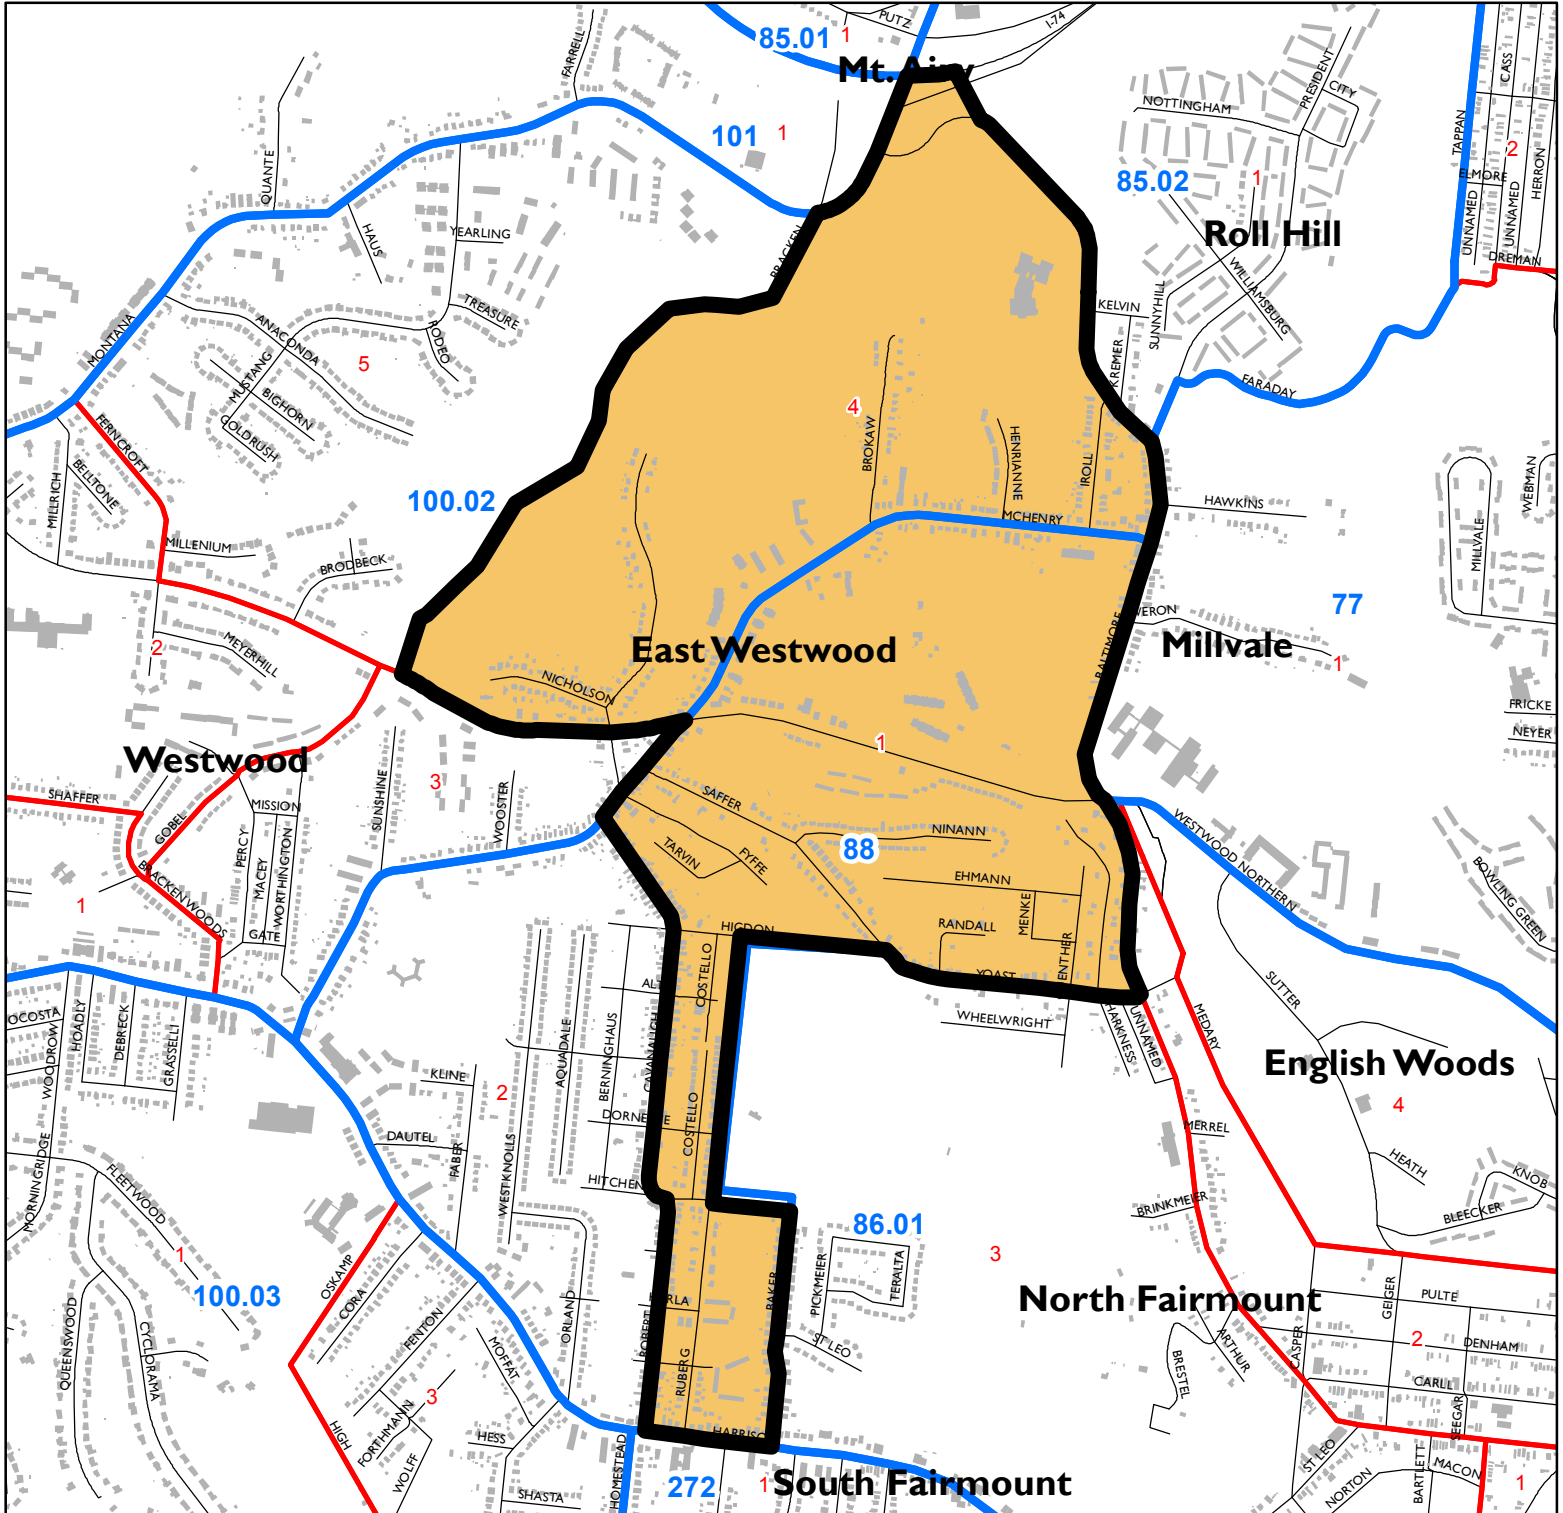 PUTZ
I-74
85.01
1
Mt. Airy
FARRELL
CASS
PRESIDENT
CITY
NOTTINGHAM
TAPPAN
2
HERRON
101
1
QUANTE
85.02
1
ELMORE
UNNAMED
UNNAMED
HAUS
YEARLING
BRACKEN
Roll Hill
DREMAN
WILLIAMSBURG
SUNNYHILL
KELVIN
TREASURE
RODEO
ANACONDA
MONTANA
MUSTANG
5
KREMER
FARADAY
BIGHORN
GOLDRUSH
4
BROKAW
FERNCROFT
BELLTONE
MILLRICH
HENRIANNE
IROLL
WEBMAN
100.02
HAWKINS
MCHENRY
MILLVALE
MILLENIUM
BRODBECK
77
VERON
BALTIMORE
Millvale
1
2
MEYERHILL
East Westwood
NICHOLSON
FRICKE
NEYER
1
Westwood
3
SUNSHINE
WOOSTER
SHAFFER
GOBEL
MISSION
PERCY
MACEY
WORTHINGTON
BRACKENWOODS
GATE
1
SAFFER
NINANN
88
TARVIN
FYFFE
EHMANN
MENKE
RANDALL
YOAST
HIGDON
COSTELLO
WESTWOOD NORTHERN
BOWLING GREEN
SUTTER
WHEELWRIGHT
HARKNESS
UNNAMED
MEDARY
OCOSTA
HOADLY
WOODROW
DEBRECK
GRASSELLI
AQUADALE
BERNINGHAUS
CAVANAUGH
English Woods
4
KLINE
2
COSTELLO
MERREL
DAUTEL
FABER
WESTKNOLLS
HEATH
KNOB
MORNINGRIDGE
FLEETWOOD
HITCHEN
BRINKMEIER
BLEECKER
86.01
1
3
OSKAMP
CORA
100.03
PICKMEIER
TERALTA
BAKER
GEIGER
PULTE
North Fairmount
QUEENSWOOD
CYCLORAMA
FENTON
MOFFAT
ORLAND
ROBERT
ST LEO
RUBERG
ARTHUR
BRESTEL
CASPER
2
DENHAM
CARLL
SEEGAR
3
HIGH
FORTHMANN
WOLFF
HESS
SHASTA
HOMESTEAD
272
1
South Fairmount
ST LEO
NORTON
BARTLETT
MACON
1